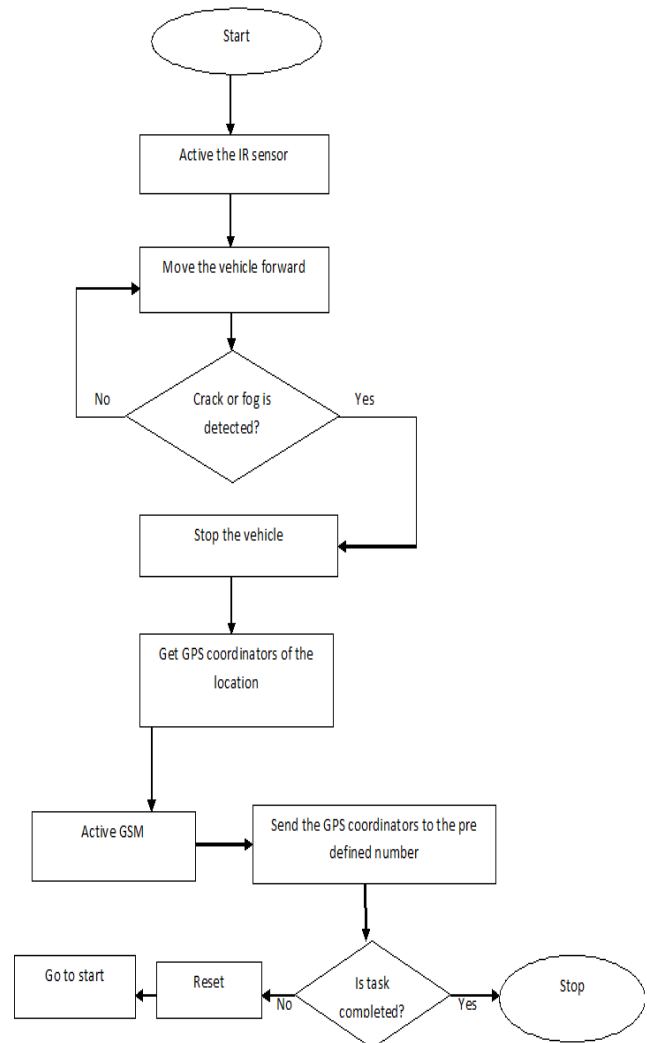 Start
Active the IR sensor
Move the vehicle forward
No
Crack or fog is
detected?
Yes
Stop the vehicle
Get GPS coordinators of the
location
Active GSM
Send the GPS coordinators to the pre
defined number
Go to start
Reset
No
Is task
completed?
Yes
Stop